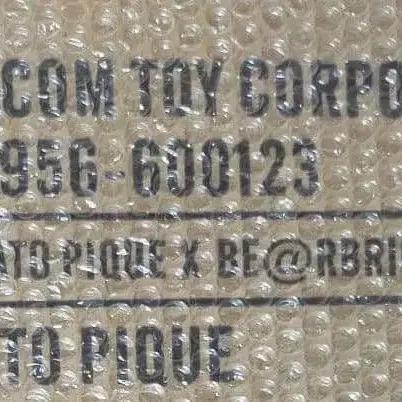 COM TOY CORPO
956-600123
ATO PIQUE X BE@RBRI
TO PIQUE